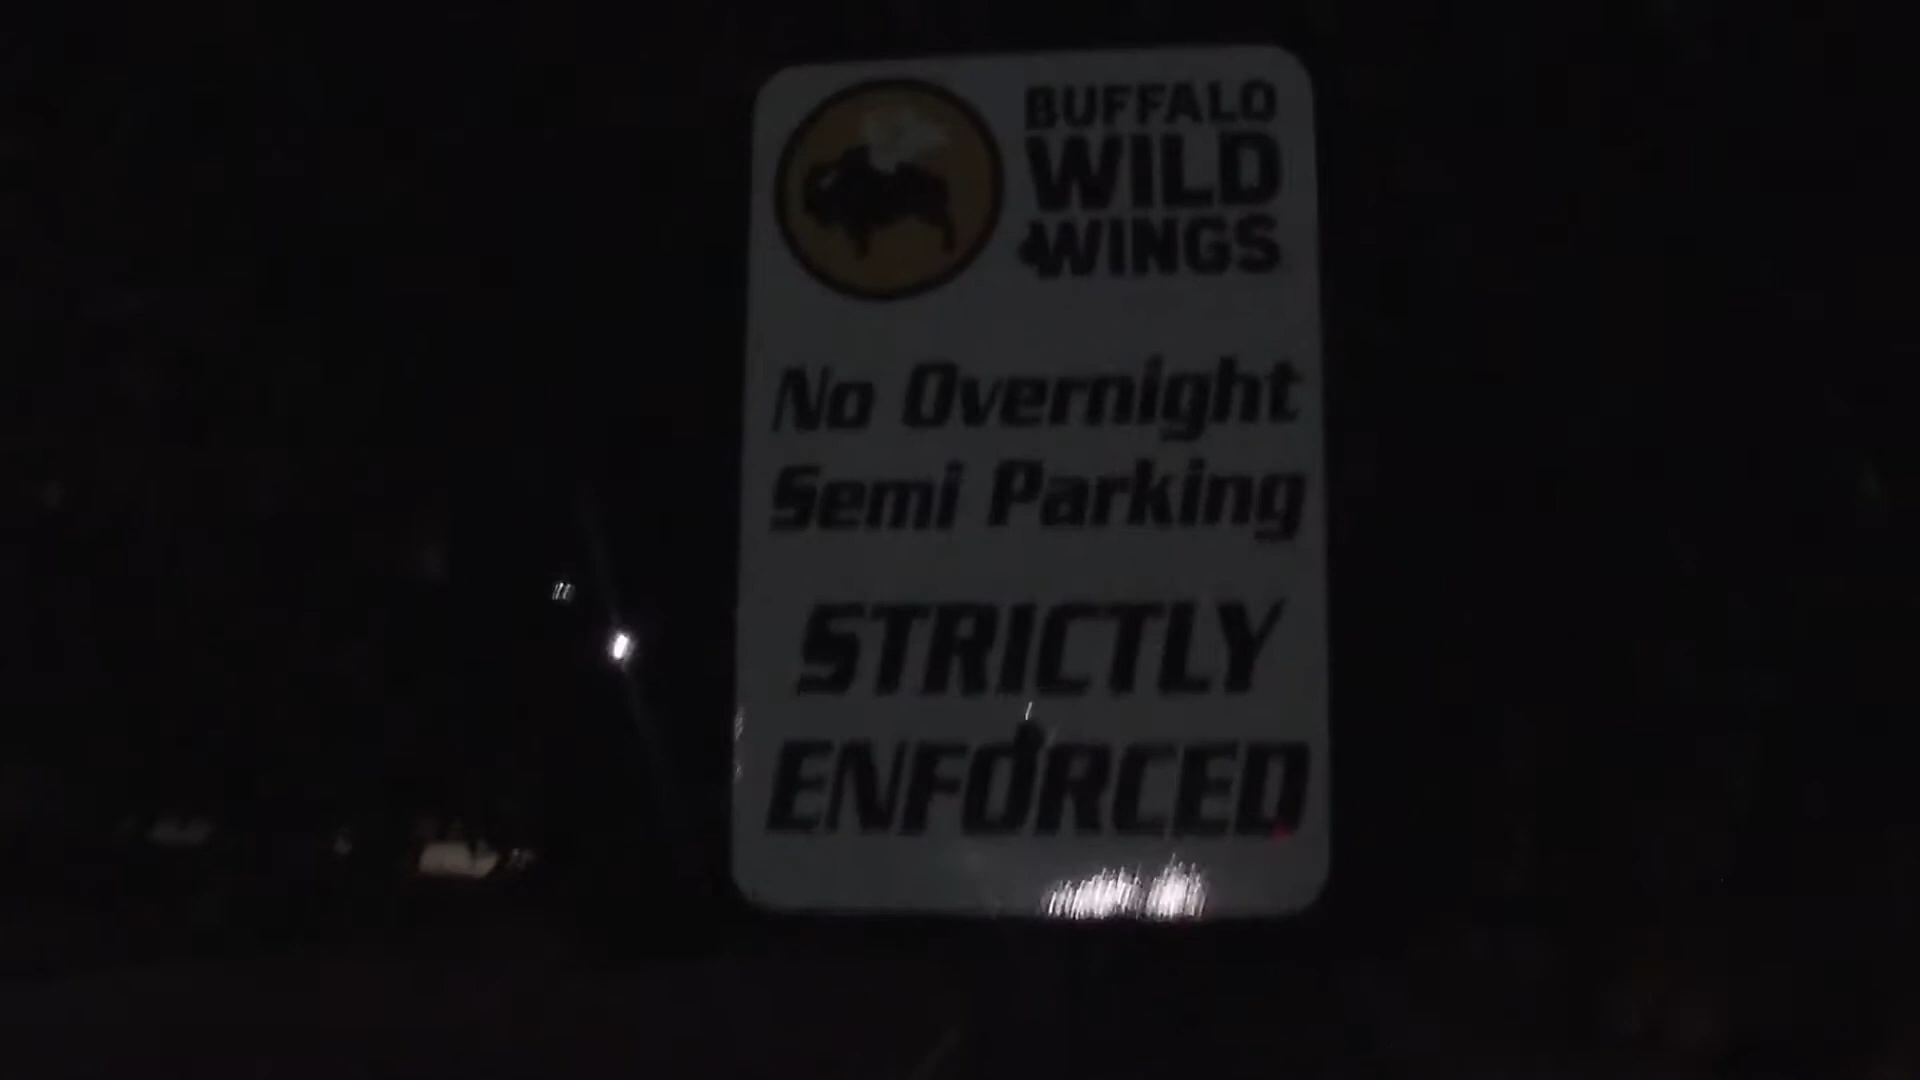 BUFFALO
WILD
WINGS
No Overnight
Semi Parking
STRICTLY
ENFORCED